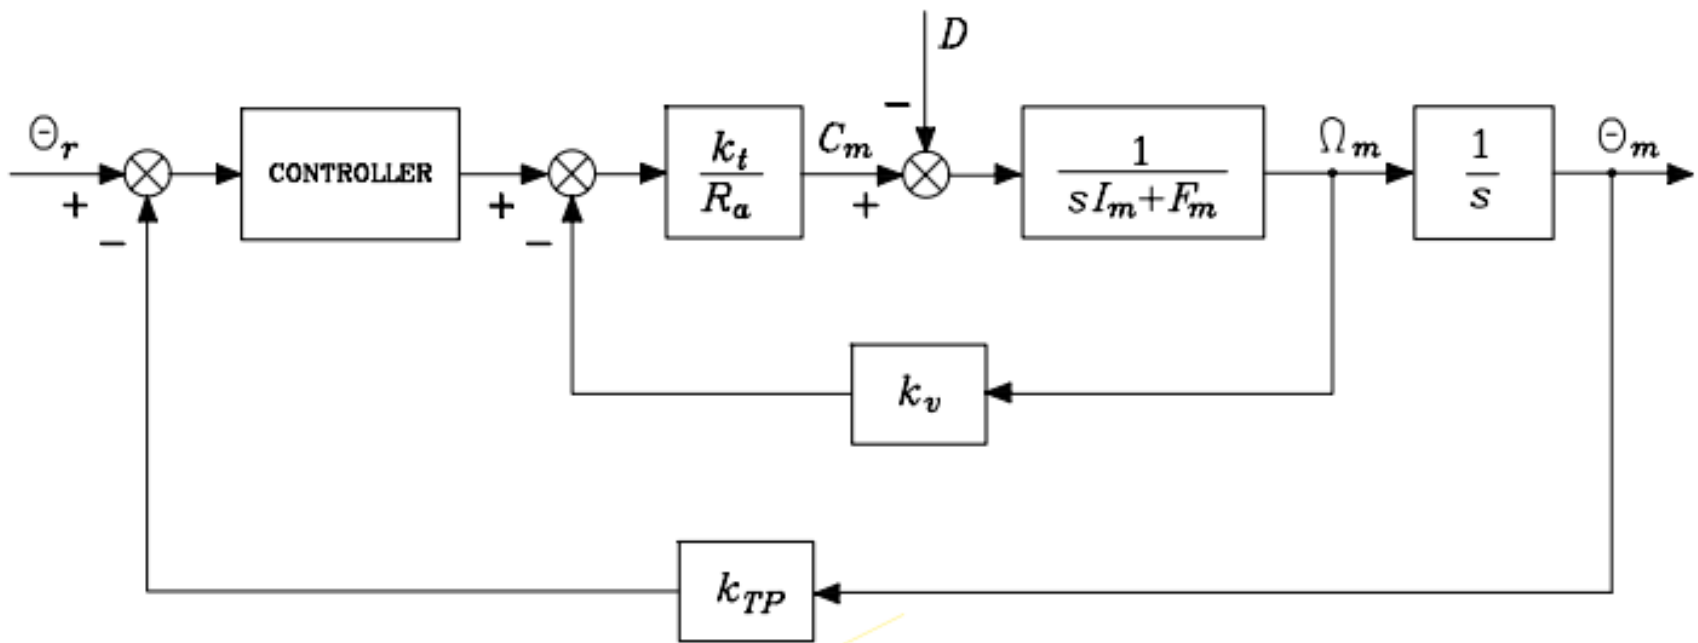 D
Θr
+
−
CONTROLLER
+
−
kt
Ra
Cm
+
−
1
sIm+Fm
Ωm
1
s
Θm
kv
kTP